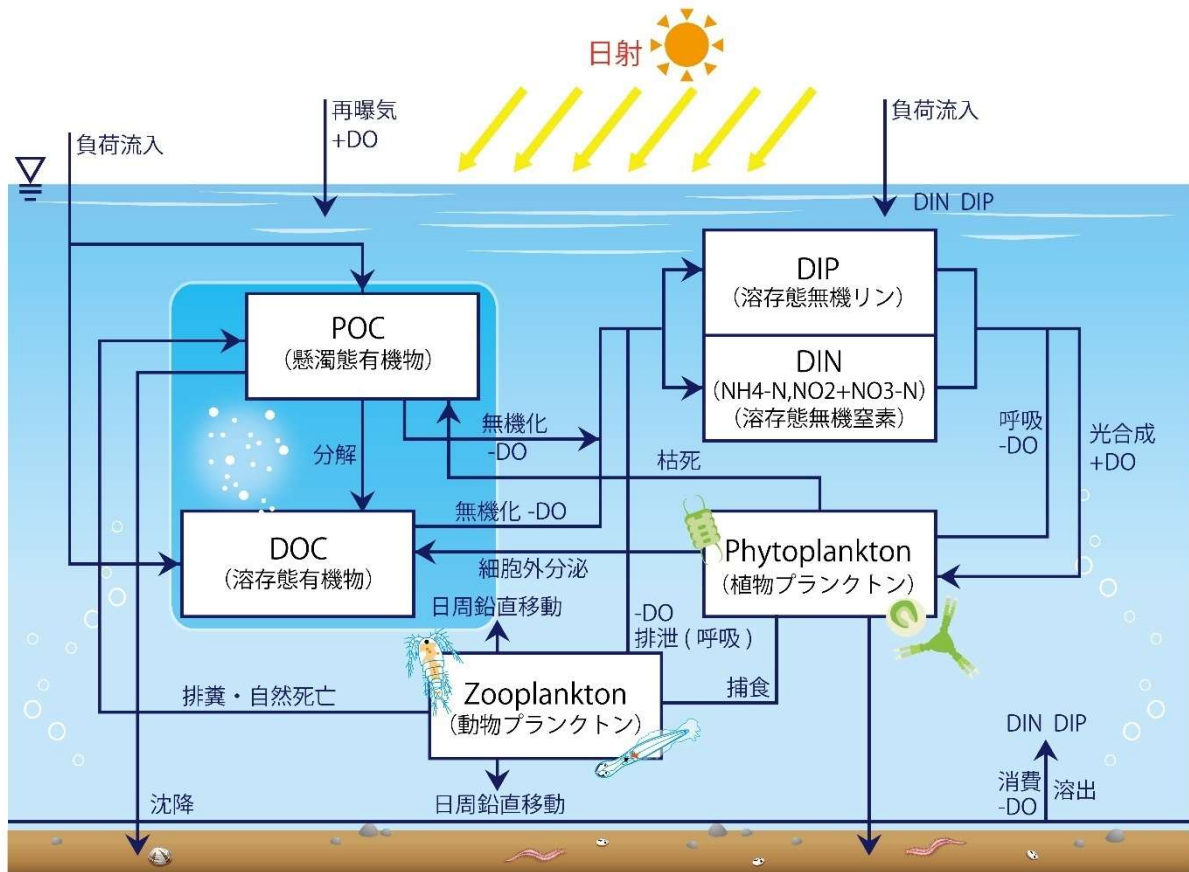 日射
負荷流入
再曝気
+DO
負荷流入
DIN DIP
DIP
(溶存態無機リン)
POC
(懸濁態有機物)
DIN
(NH4-N,NO2+NO3-N)
(溶存態無機窒素)
無機化
-DO
分解
枯死
呼吸
-DO
光合成
+DO
無機化 -DO
DOC
(溶存態有機物)
細胞外分泌
Phytoplankton
(植物プランクトン)
日周鉛直移動
-DO
排泄 ( 呼吸 )
排糞・自然死亡
Zooplankton
(動物プランクトン)
捕食
DIN DIP
日周鉛直移動
沈降
消費
-DO
溶出